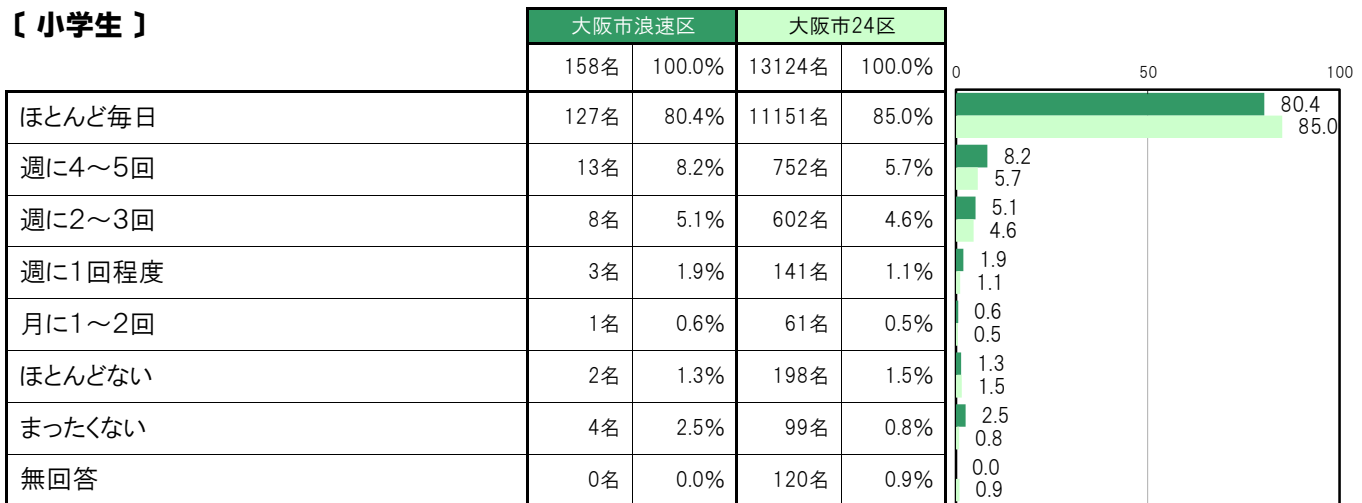 〔 小学生 〕
大阪市浪速区 大阪市24区
158名 100.0% 13124名 100.0%
0 50 100
ほとんど毎日 127名 80.4% 11151名 85.0% 80.4
85.0
週に4～5回 13名 8.2% 752名 5.7% 8.2
5.7
週に2～3回 8名 5.1% 602名 4.6% 5.1
4.6
週に1回程度 3名 1.9% 141名 1.1% 1.9
1.1
月に1～2回 1名 0.6% 61名 0.5% 0.6
0.5
ほとんどない 2名 1.3% 198名 1.5% 1.3
1.5
まったくない 4名 2.5% 99名 0.8% 2.5
0.8
無回答 0名 0.0% 120名 0.9% 0.0
0.9